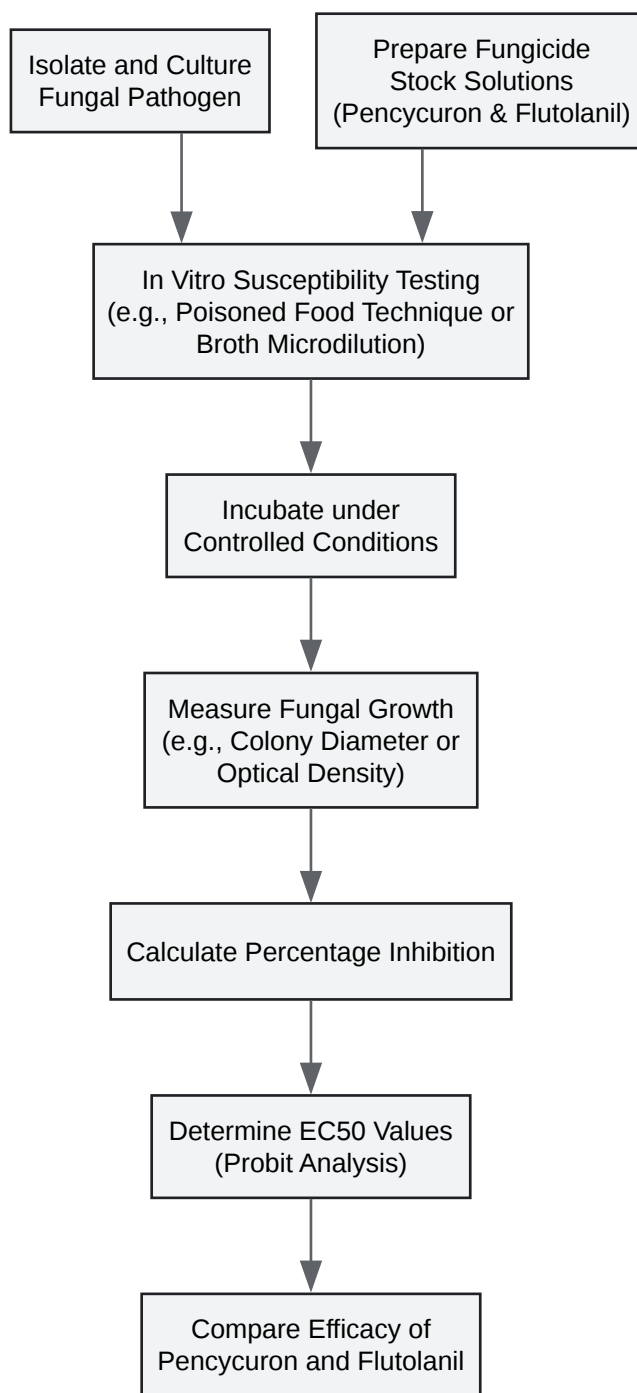 Isolate and Culture
Fungal Pathogen
Prepare Fungicide
Stock Solutions
(Pencycuron & Flutolanil)
In Vitro Susceptibility Testing
(e.g., Poisoned Food Technique or
Broth Microdilution)
Incubate under
Controlled Conditions
Measure Fungal Growth
(e.g., Colony Diameter or
Optical Density)
Calculate Percentage Inhibition
Determine EC50 Values
(Probit Analysis)
Compare Efficacy of
Pencycuron and Flutolanil